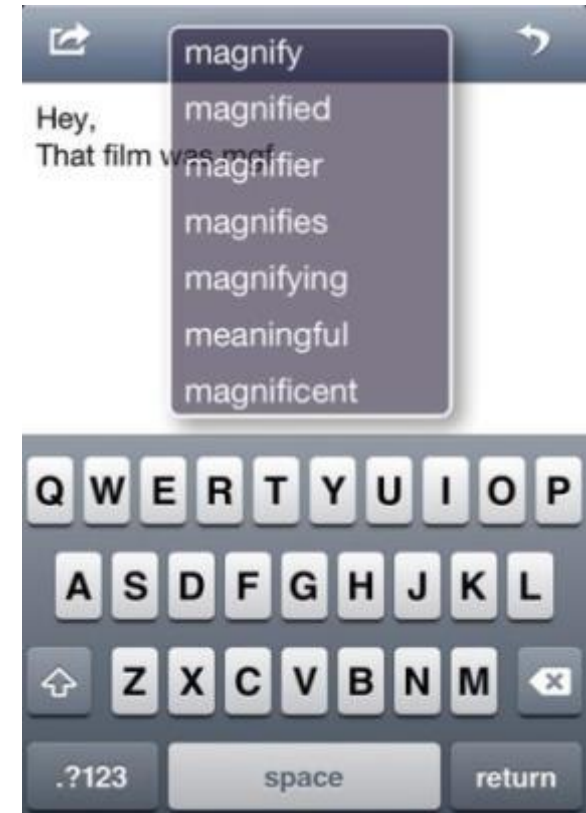 Hey,
That film was mgf
magnify
magnified
magnifier
magnifies
magnifying
meaningful
magnificent
Q W E R T Y U I O P
A S D F G H J K L
Z X C V B N M
.?123 space return